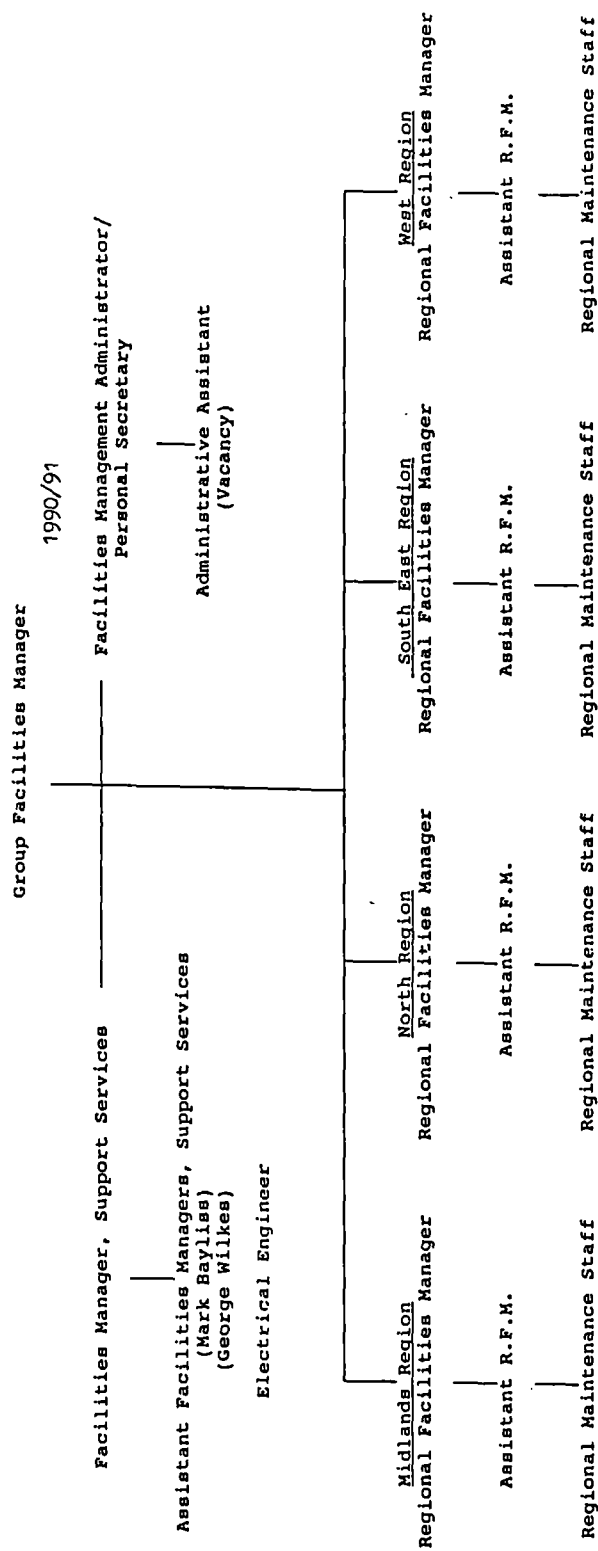 Group Facilities Manager
1990/91
Facilities Manager, Support Services
Facilities Management Administrator/
Personal Secretary
Assistant Facilities Managers, Support Services
(Mark Bayliss)
(George Wilkes)
Administrative Assistant
(Vacancy)
Electrical Engineer
Midlands Region
Regional Facilities Manager
Assistant R.F.M.
Regional Maintenance Staff
North Region
Regional Facilities Manager
Assistant R.F.M.
Regional Maintenance Staff
South East Region
Regional Facilities Manager
Assistant R.F.M.
Regional Maintenance Staff
West Region
Regional Facilities Manager
Assistant R.F.M.
Regional Maintenance Staff